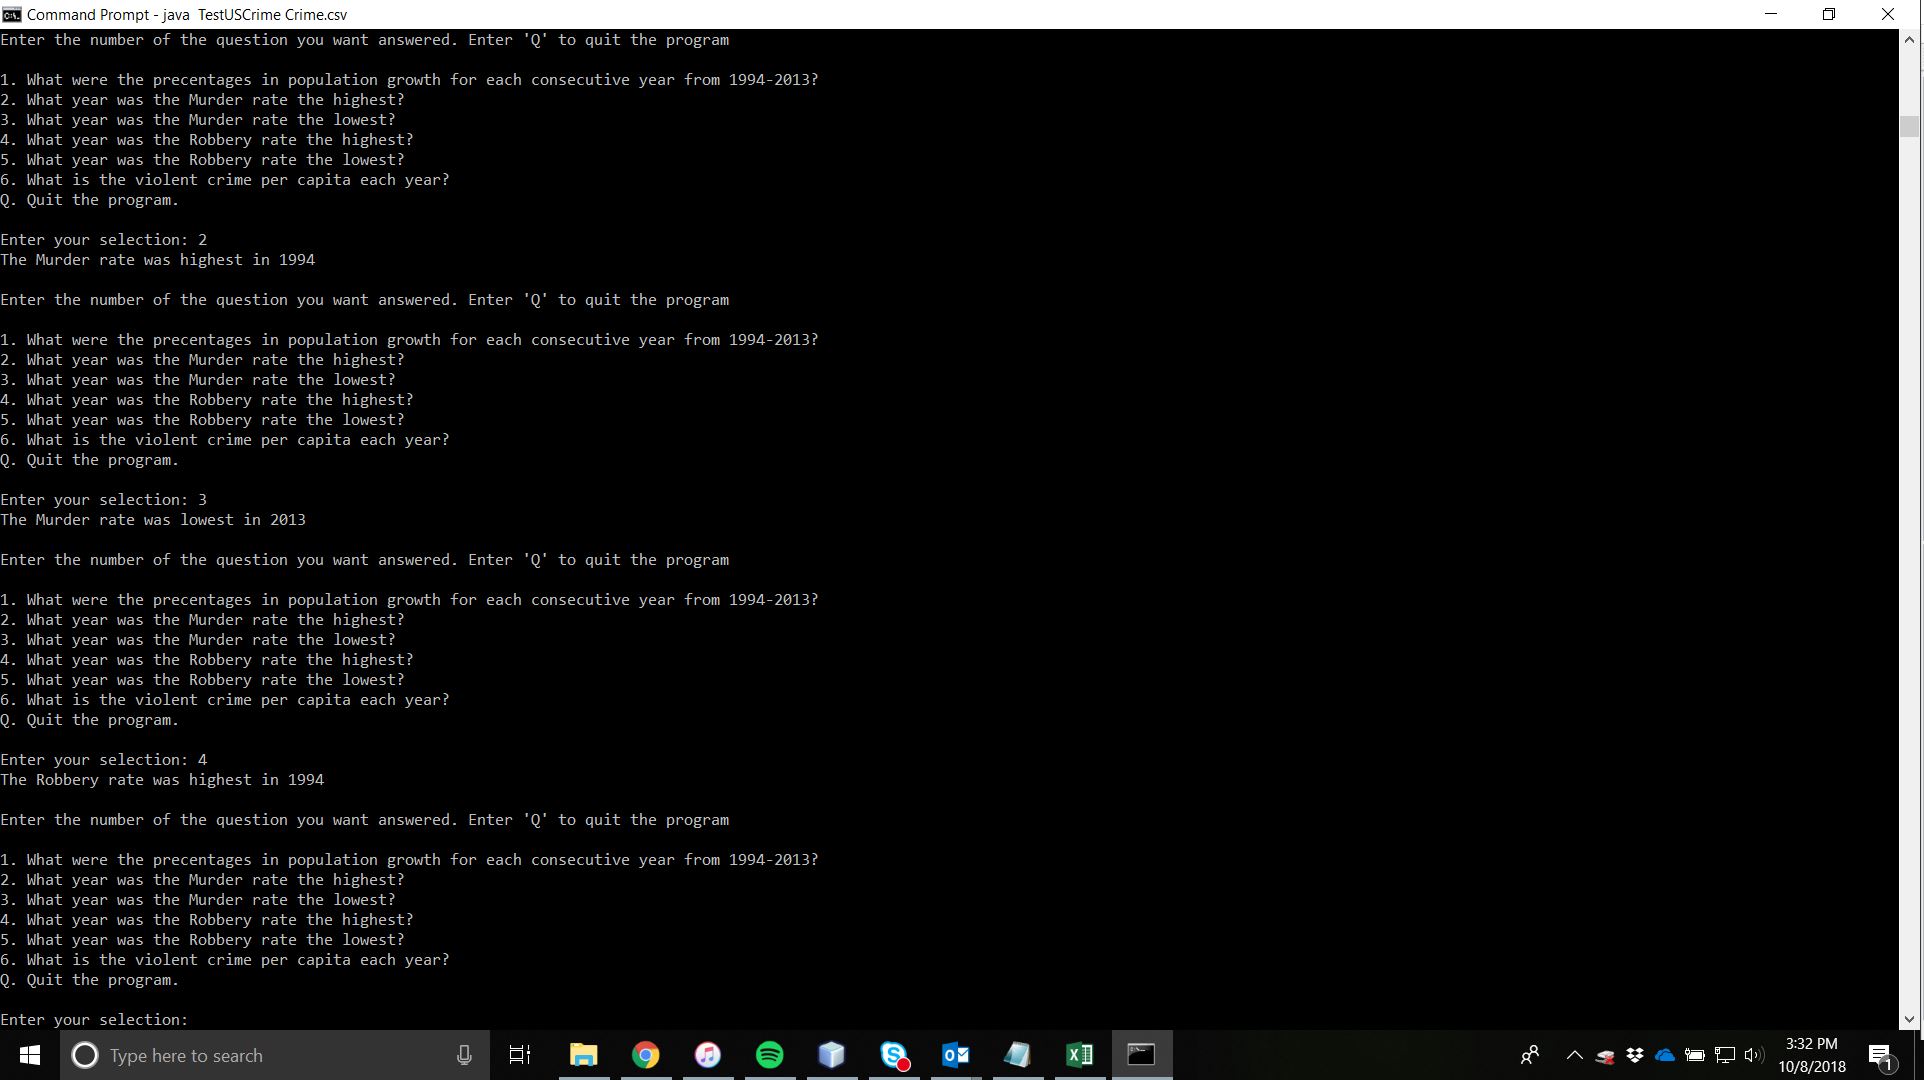 Command Prompt - java  TestUSCrime Crime.csv
Enter the number of the question you want answered. Enter 'Q' to quit the program
1. What were the precentages in population growth for each consecutive year from 1994-2013?
2. What year was the Murder rate the highest?
3. What year was the Murder rate the lowest?
4. What year was the Robbery rate the highest?
5. What year was the Robbery rate the lowest?
6. What is the violent crime per capita each year?
Q. Quit the program.
Enter your selection: 2
The Murder rate was highest in 1994
Enter the number of the question you want answered. Enter 'Q' to quit the program
1. What were the precentages in population growth for each consecutive year from 1994-2013?
2. What year was the Murder rate the highest?
3. What year was the Murder rate the lowest?
4. What year was the Robbery rate the highest?
5. What year was the Robbery rate the lowest?
6. What is the violent crime per capita each year?
Q. Quit the program.
Enter your selection: 3
The Murder rate was lowest in 2013
Enter the number of the question you want answered. Enter 'Q' to quit the program
1. What were the precentages in population growth for each consecutive year from 1994-2013?
2. What year was the Murder rate the highest?
3. What year was the Murder rate the lowest?
4. What year was the Robbery rate the highest?
5. What year was the Robbery rate the lowest?
6. What is the violent crime per capita each year?
Q. Quit the program.
Enter your selection: 4
The Robbery rate was highest in 1994
Enter the number of the question you want answered. Enter 'Q' to quit the program
1. What were the precentages in population growth for each consecutive year from 1994-2013?
2. What year was the Murder rate the highest?
3. What year was the Murder rate the lowest?
4. What year was the Robbery rate the highest?
5. What year was the Robbery rate the lowest?
6. What is the violent crime per capita each year?
Q. Quit the program.
Enter your selection:
Type here to search
3:32 PM
10/8/2018
1